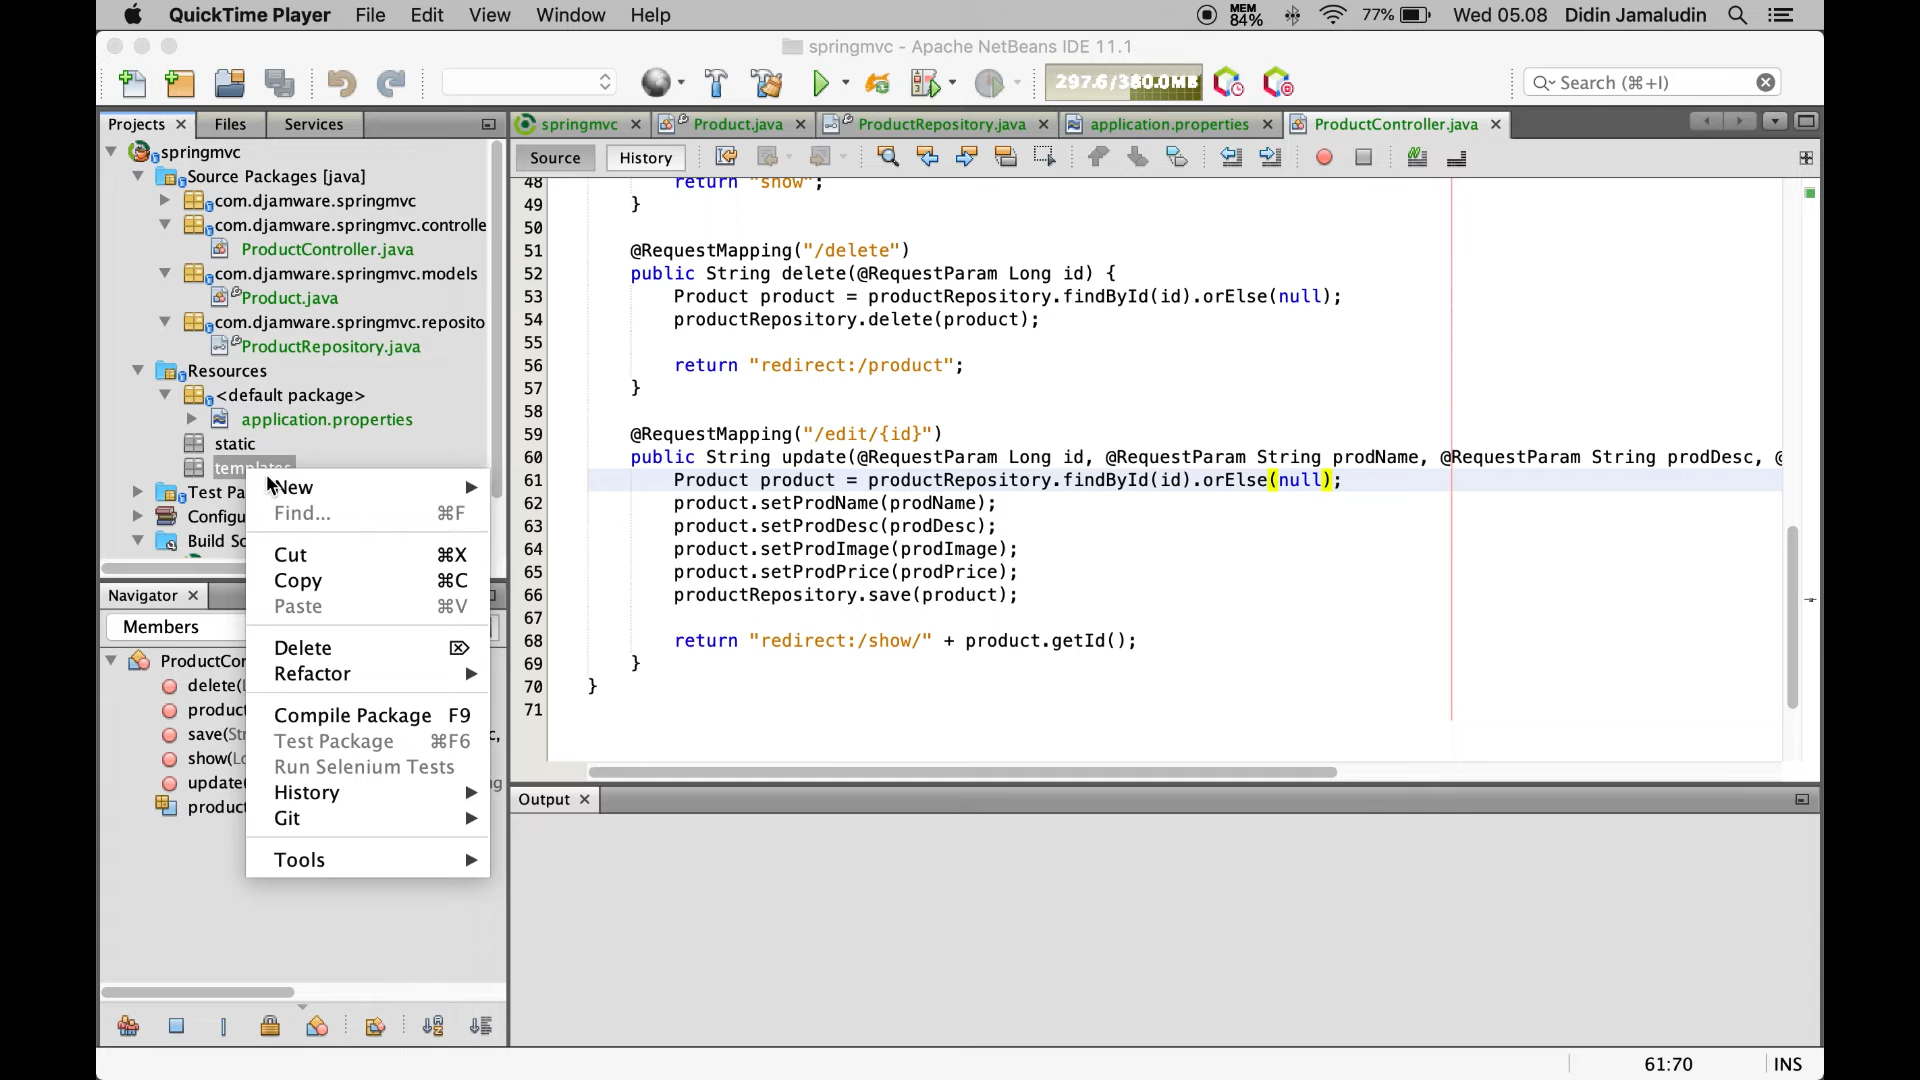 QuickTime Player File Edit View Window Help MEM 84% 77% Wed 05.08 Didin Jamaludin
springmvc - Apache NetBeans IDE 11.1
297.6/380.0MB Search (⌘+I)
Projects Files Services
springmvc Product.java ProductRepository.java application.properties ProductController.java
Source History
springmvc
Source Packages [java]
com.djamware.springmvc
com.djamware.springmvc.controlle
ProductController.java
com.djamware.springmvc.models
Product.java
com.djamware.springmvc.reposito
ProductRepository.java
Resources
<default package>
application.properties
static
templates
Test Pa
Configu
Build Sc
Navigator
Members
ProductCor
delete(L
product
save(Str c,
show(Lo
update( ng
product
New
Find... ⌘F
Cut ⌘X
Copy ⌘C
Paste ⌘V
Delete
Refactor
Compile Package F9
Test Package ⌘F6
Run Selenium Tests
History
Git
Tools
48 return "show";
49 }
50
51 @RequestMapping("/delete")
52 public String delete(@RequestParam Long id) {
53 Product product = productRepository.findById(id).orElse(null);
54 productRepository.delete(product);
55
56 return "redirect:/product";
57 }
58
59 @RequestMapping("/edit/{id}")
60 public String update(@RequestParam Long id, @RequestParam String prodName, @RequestParam String prodDesc, @
61 Product product = productRepository.findById(id).orElse(null);
62 product.setProdName(prodName);
63 product.setProdDesc(prodDesc);
64 product.setProdImage(prodImage);
65 product.setProdPrice(prodPrice);
66 productRepository.save(product);
67
68 return "redirect:/show/" + product.getId();
69 }
70 }
71
Output
61:70 INS